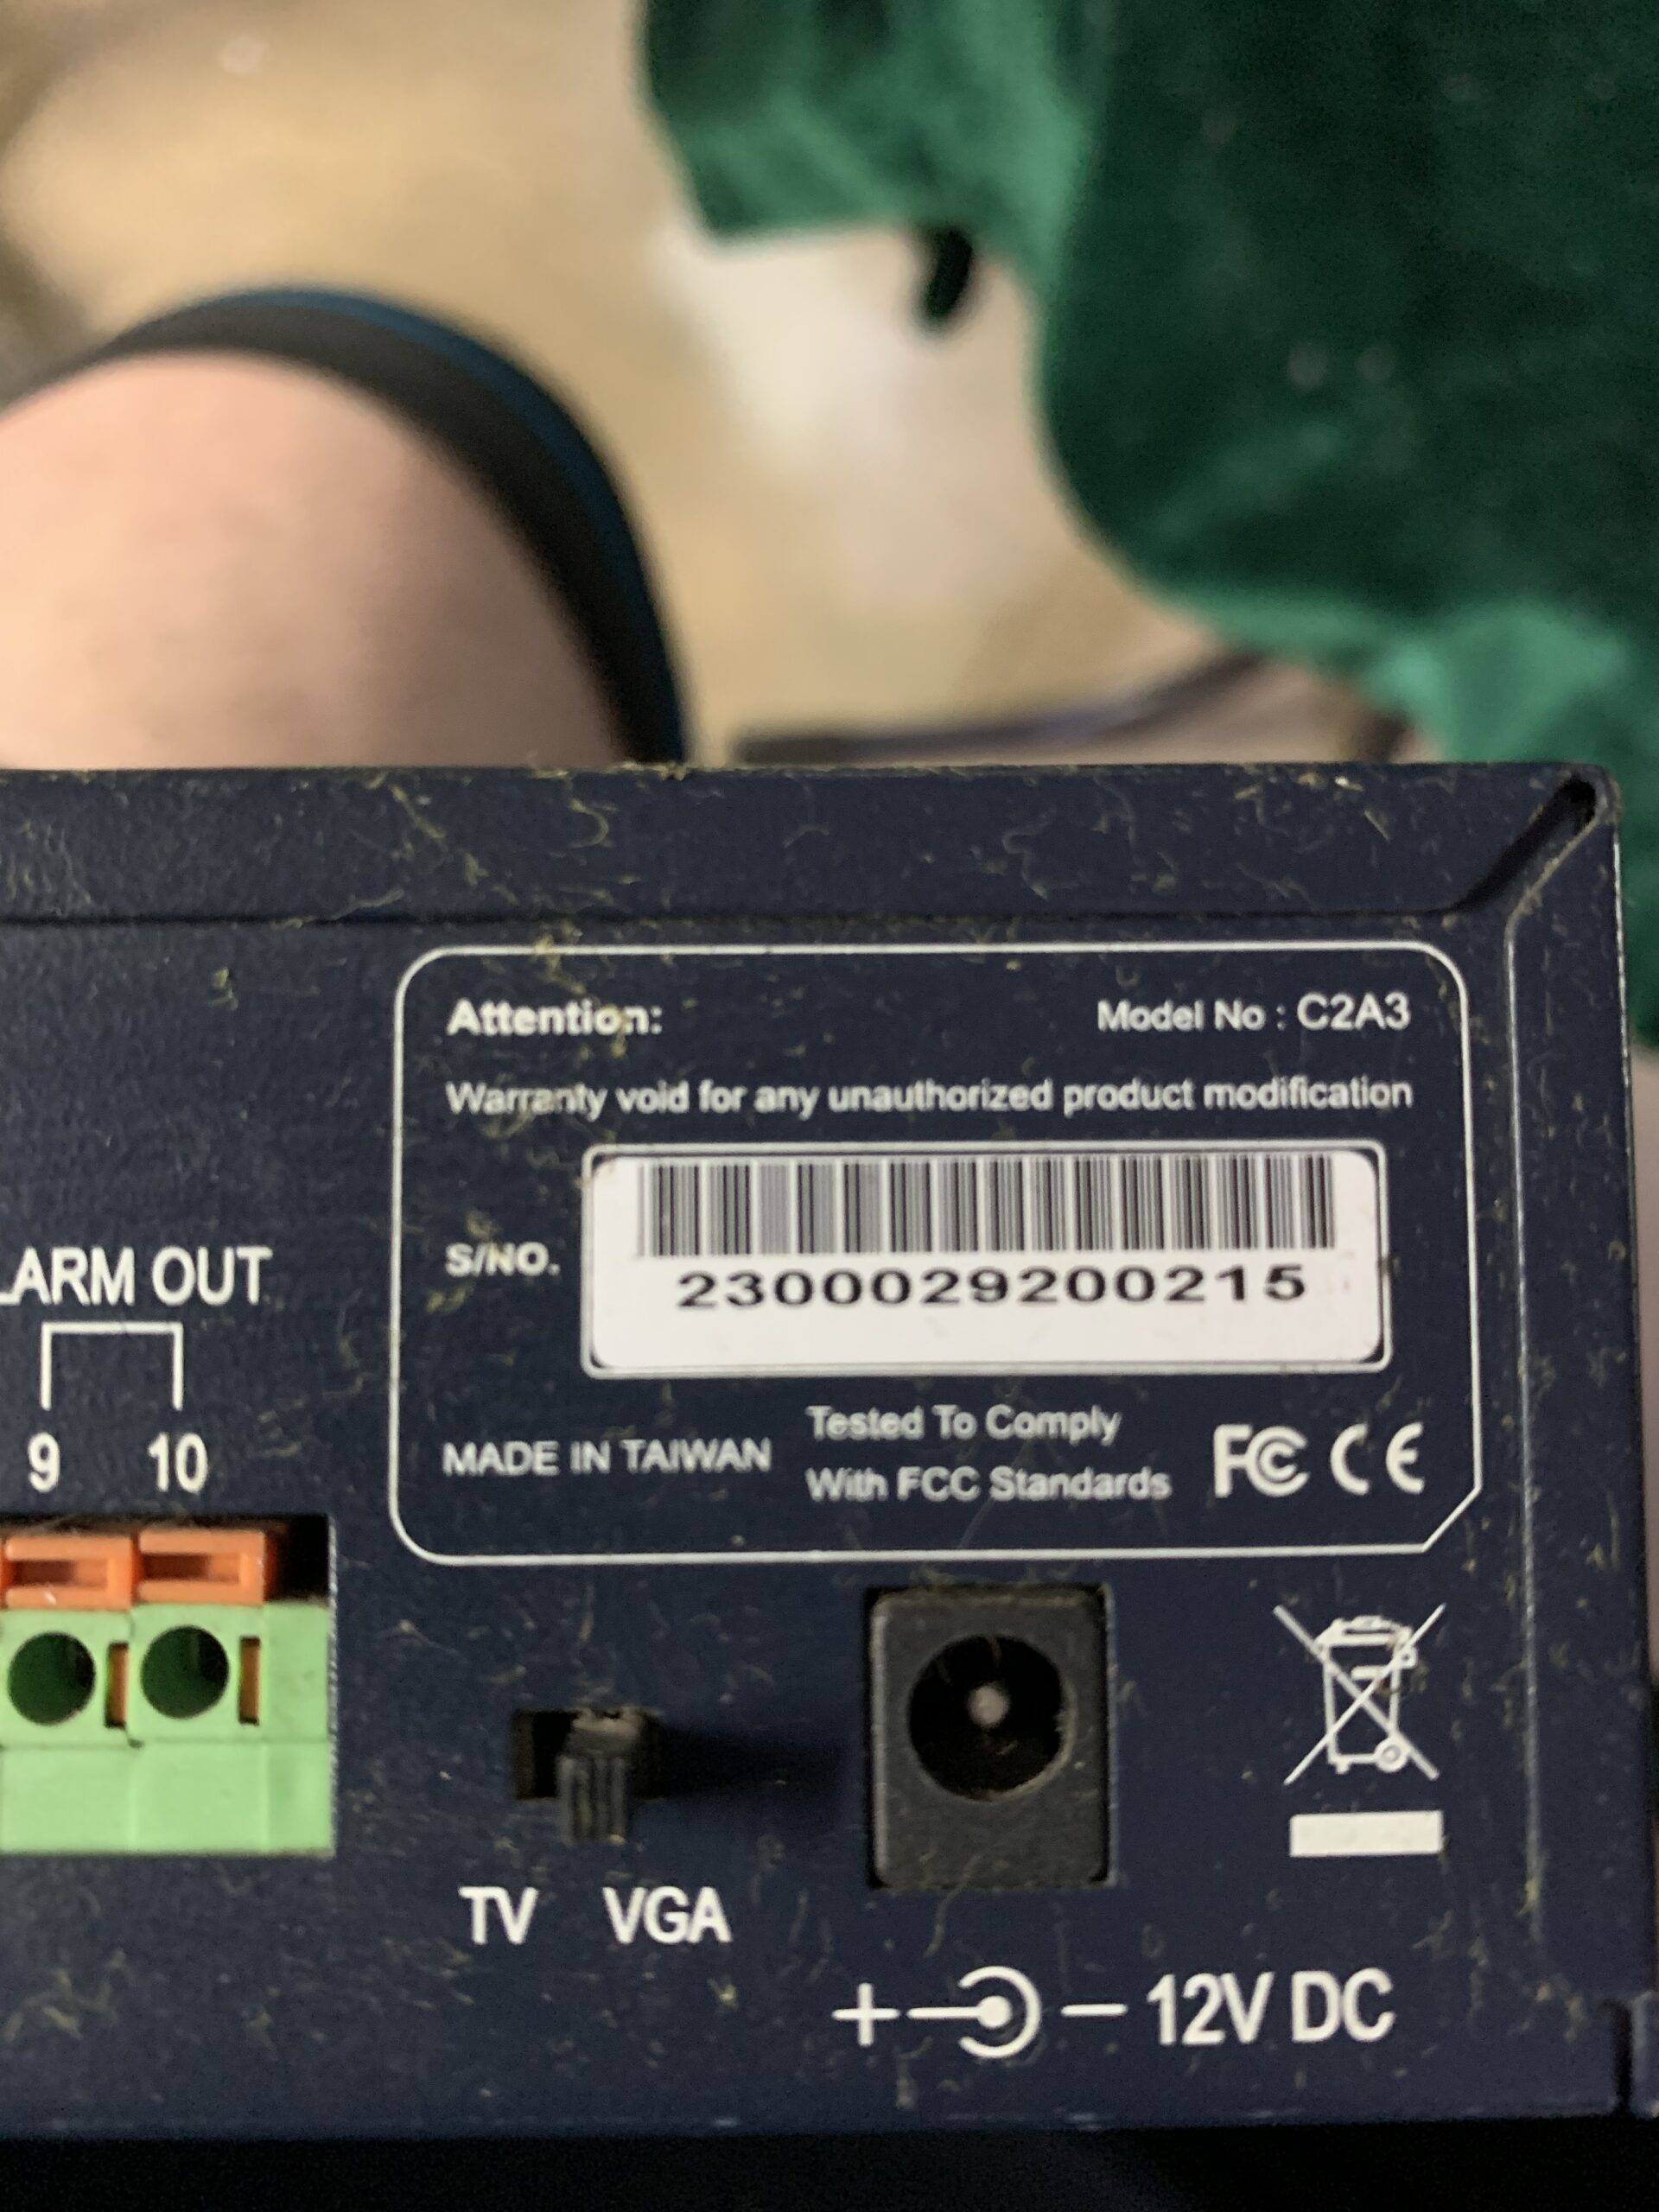 Attention: Model No : C2A3
Warranty void for any unauthorized product modification
S/NO. 2300029200215
MADE IN TAIWAN
Tested To Comply
With FCC Standards
FC CE
LARM OUT
9 10
TV VGA
+ − 12V DC